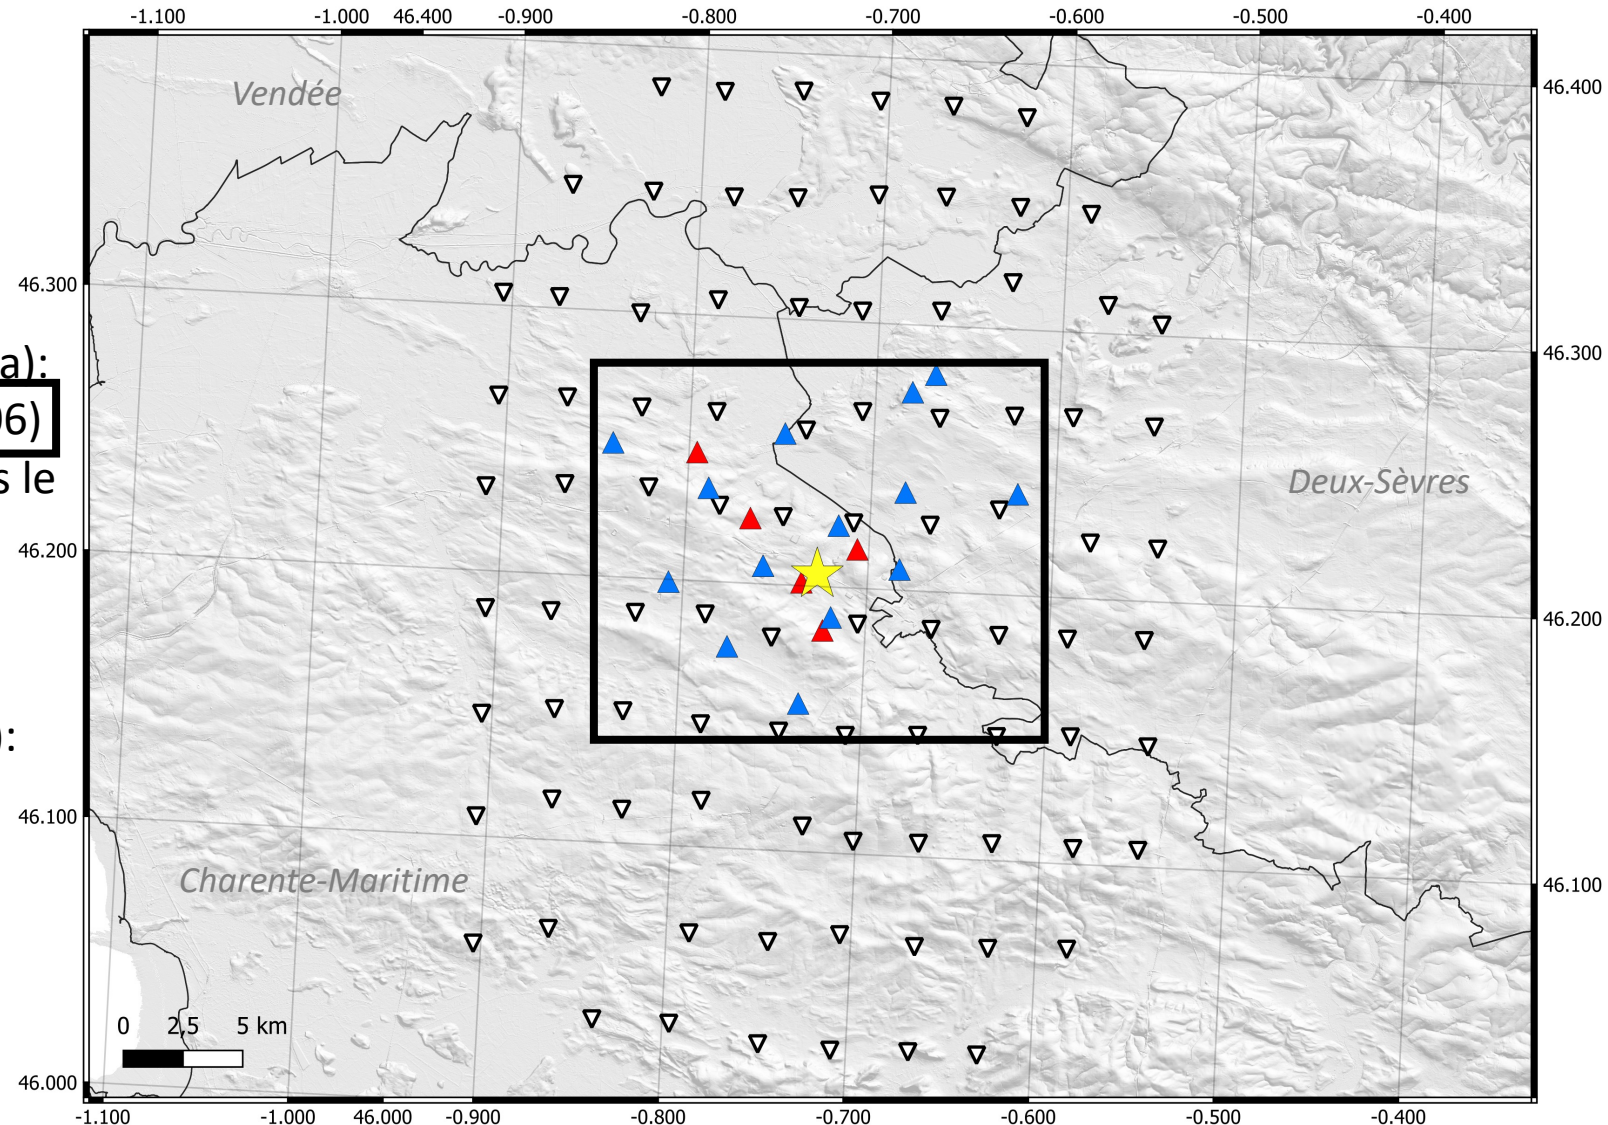 -1.100 -1.000 46.400 -0.900 -0.800 -0.700 -0.600 -0.500 -0.400
Vendée
46.400
46.300
46.300
a):
06)
s le
Deux-Sèvres
46.200
46.200
):
46.100
46.100
Charente-Maritime
0 2,5 5 km
46.000
-1.100 -1.000 46.000 -0.900 -0.800 -0.700 -0.600 -0.500 -0.400